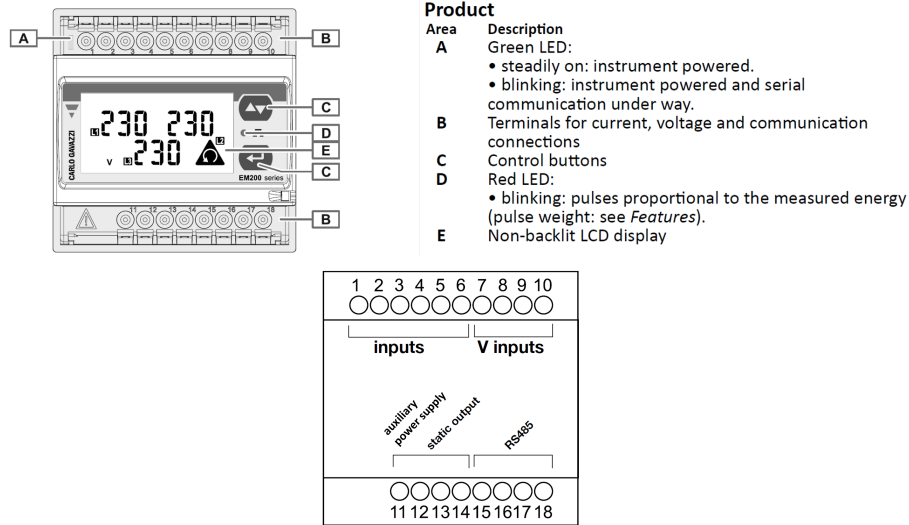 A
B
1 2 3 4 5 6 7 8 9 10
C
D
E
C
B
230 230
L1
L2
V L3 230
CARLO GAVAZZI
EM200 series
11 12 13 14 15 16 17 18
Product
Area Description
A Green LED:
• steadily on: instrument powered.
• blinking: instrument powered and serial
communication under way.
B Terminals for current, voltage and communication
connections
C Control buttons
D Red LED:
• blinking: pulses proportional to the measured energy
(pulse weight: see Features).
E Non-backlit LCD display
1 2 3 4 5 6 7 8 9 10
inputs V inputs
auxiliary
power supply
static output
RS485
11 12 13 14 15 16 17 18